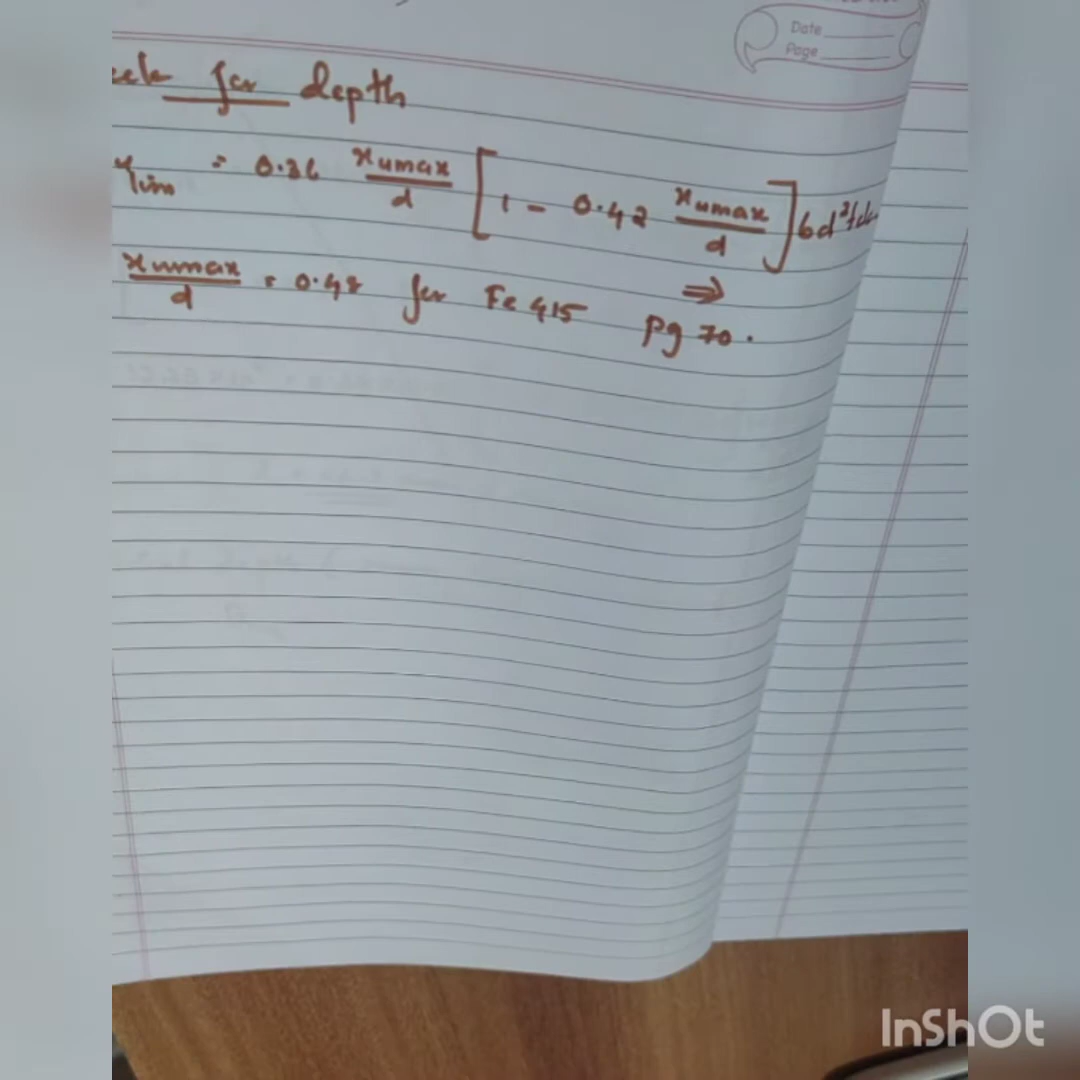 Date
Page
for depth
lim = 0.36 xumax/d [1 - 0.42 xumax/d] bd²fck
xumax/d = 0.48 for Fe 415 ⇒ Pg 70.
InShOt